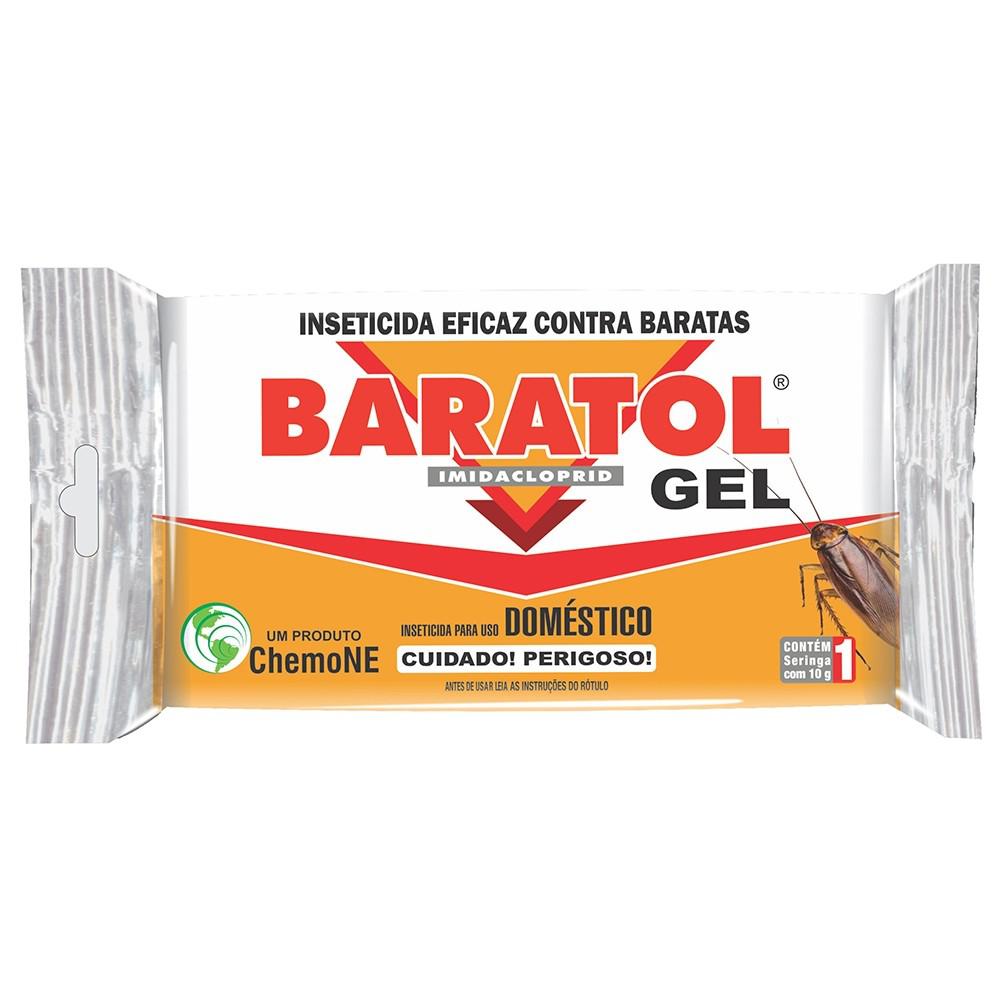 INSETICIDA EFICAZ CONTRA BARATAS
BARATOL®
IMIDACLOPRID
GEL
UM PRODUTO
ChemoNE
INSETICIDA PARA USO DOMÉSTICO
CUIDADO! PERIGOSO!
ANTES DE USAR LEIA AS INSTRUÇÕES DO RÓTULO
CONTÉM
Seringa 1
com 10 g